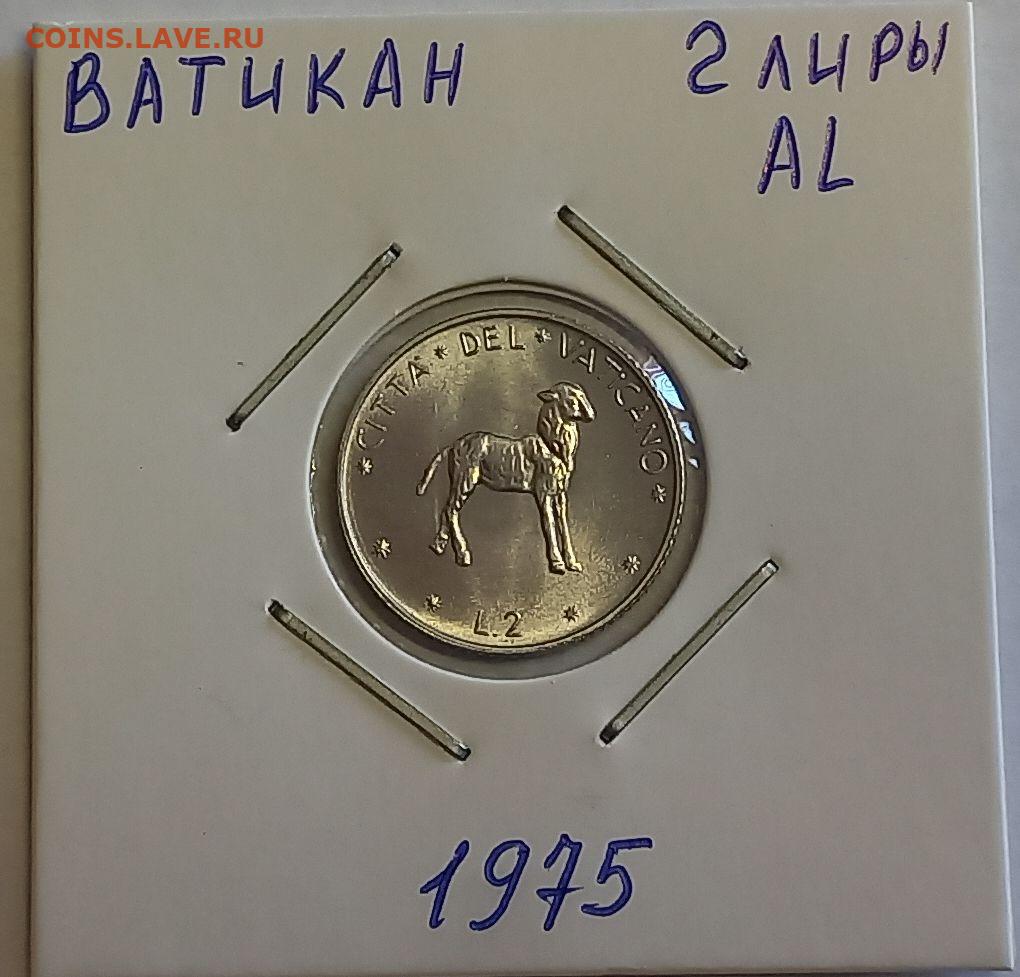 COINS.LAVE.RU
ВАТИКАН
2 ЛИРЫ
AL
* CITTA' * DEL * VATICANO *
L.2
1975